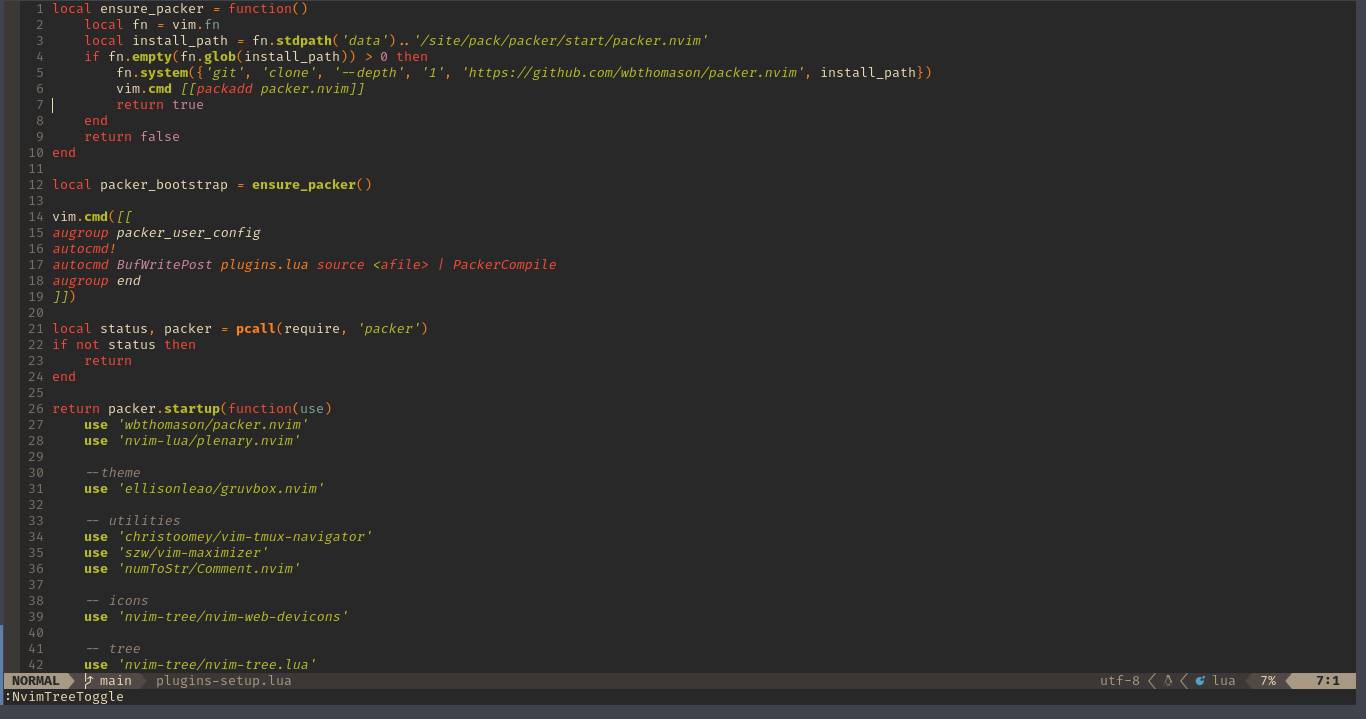 1 local ensure_packer = function()
2     local fn = vim.fn
3     local install_path = fn.stdpath('data')..'/site/pack/packer/start/packer.nvim'
4     if fn.empty(fn.glob(install_path)) > 0 then
5         fn.system({'git', 'clone', '--depth', '1', 'https://github.com/wbthomason/packer.nvim', install_path})
6         vim.cmd [[packadd packer.nvim]]
7         return true
8     end
9     return false
10 end
11
12 local packer_bootstrap = ensure_packer()
13
14 vim.cmd([[
15 augroup packer_user_config
16 autocmd!
17 autocmd BufWritePost plugins.lua source <afile> | PackerCompile
18 augroup end
19 ]])
20
21 local status, packer = pcall(require, 'packer')
22 if not status then
23     return
24 end
25
26 return packer.startup(function(use)
27     use 'wbthomason/packer.nvim'
28     use 'nvim-lua/plenary.nvim'
29
30     --theme
31     use 'ellisonleao/gruvbox.nvim'
32
33     -- utilities
34     use 'christoomey/vim-tmux-navigator'
35     use 'szw/vim-maximizer'
36     use 'numToStr/Comment.nvim'
37
38     -- icons
39     use 'nvim-tree/nvim-web-devicons'
40
41     -- tree
42     use 'nvim-tree/nvim-tree.lua'
NORMAL main plugins-setup.lua utf-8 lua 7% 7:1
:NvimTreeToggle